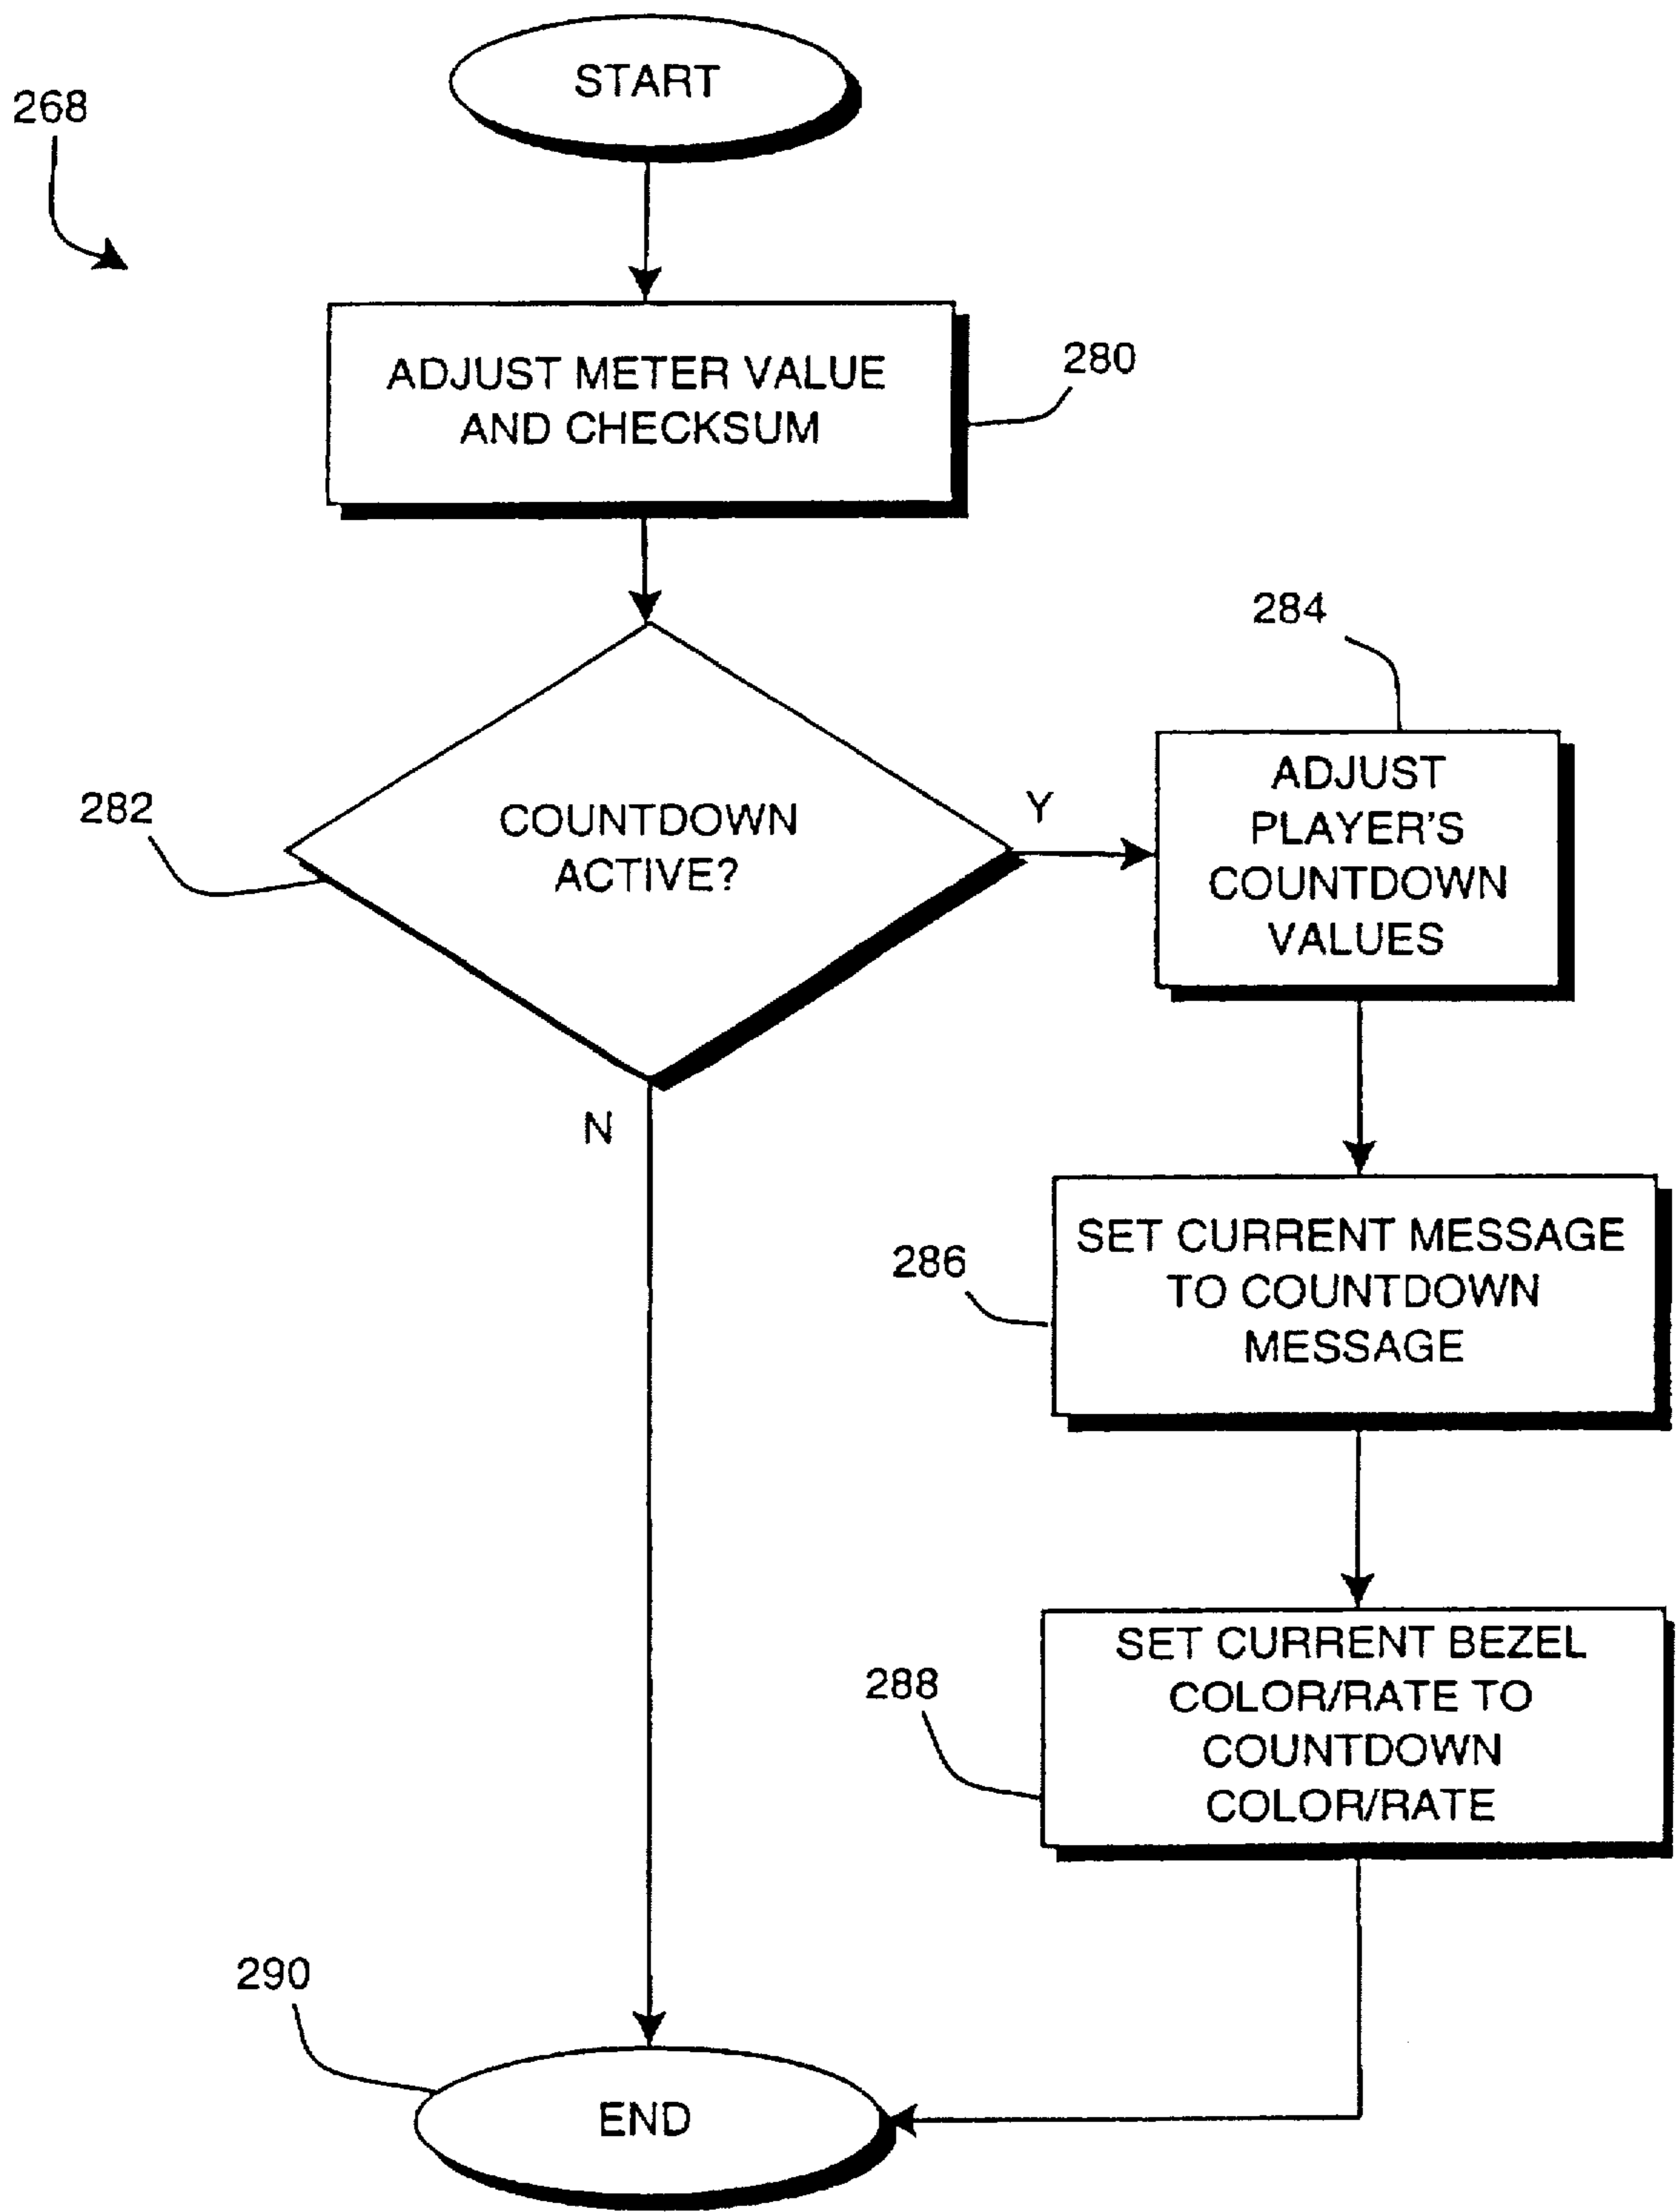 START
268
ADJUST METER VALUE
AND CHECKSUM
280
COUNTDOWN
ACTIVE?
282
Y
N
284
ADJUST
PLAYER'S
COUNTDOWN
VALUES
SET CURRENT MESSAGE
TO COUNTDOWN
MESSAGE
286
SET CURRENT BEZEL
COLOR/RATE TO
COUNTDOWN
COLOR/RATE
288
290
END